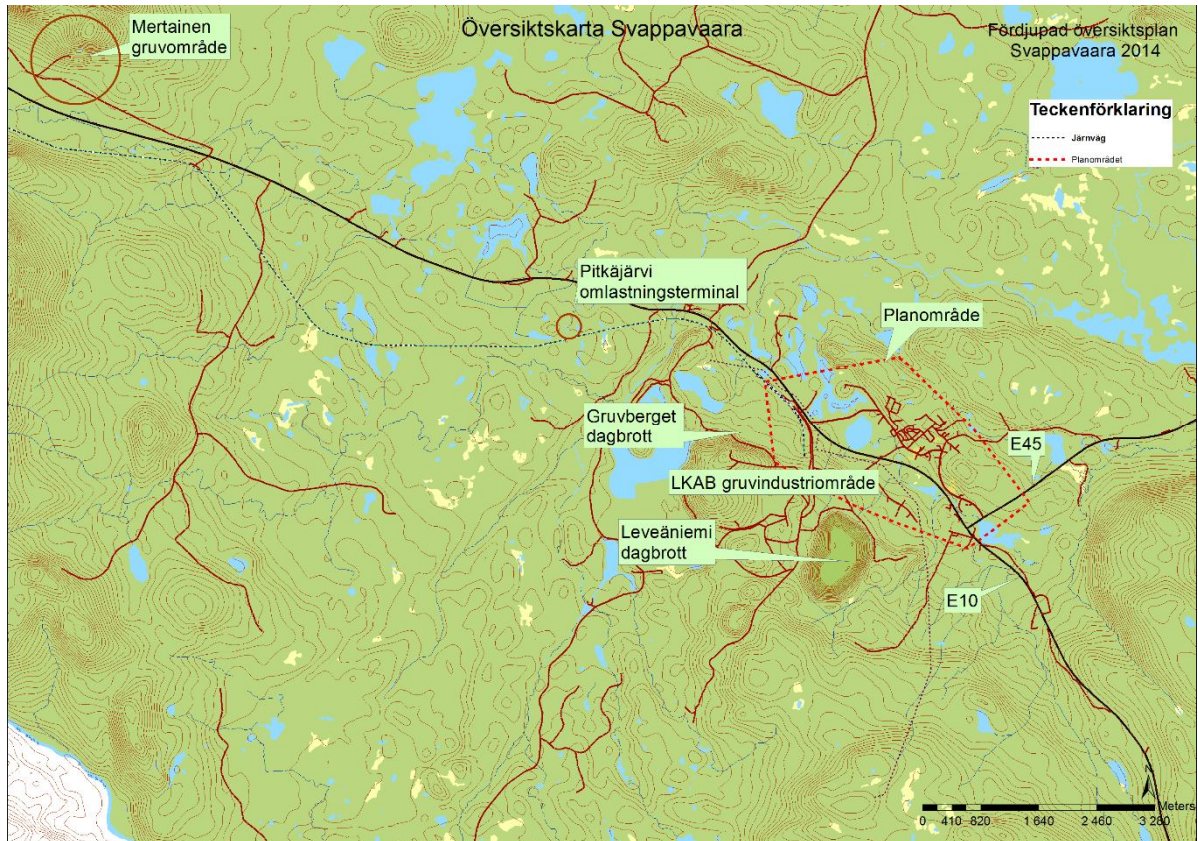 Översiktskarta Svappavaara
Fördjupad översiktsplan
Svappavaara 2014
Mertainen
gruvområde
Teckenförklaring
Järnväg
Planområdet
Pitkäjärvi
omlastningsterminal
Planområde
Gruvberget
dagbrott
E45
LKAB gruvindustriområde
Leveäniemi
dagbrott
E10
Meters
0 410 820 1 640 2 460 3 280